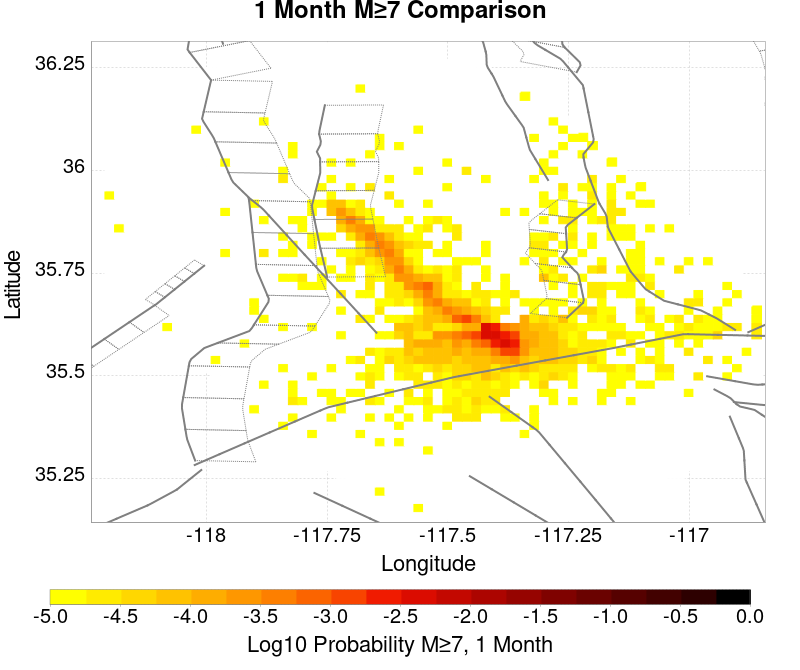 1 Month M≥7 Comparison
36.25
36
35.75
35.5
35.25
Latitude
-118 -117.75 -117.5 -117.25 -117
Longitude
-5.0 -4.5 -4.0 -3.5 -3.0 -2.5 -2.0 -1.5 -1.0 -0.5 0.0
Log10 Probability M≥7, 1 Month